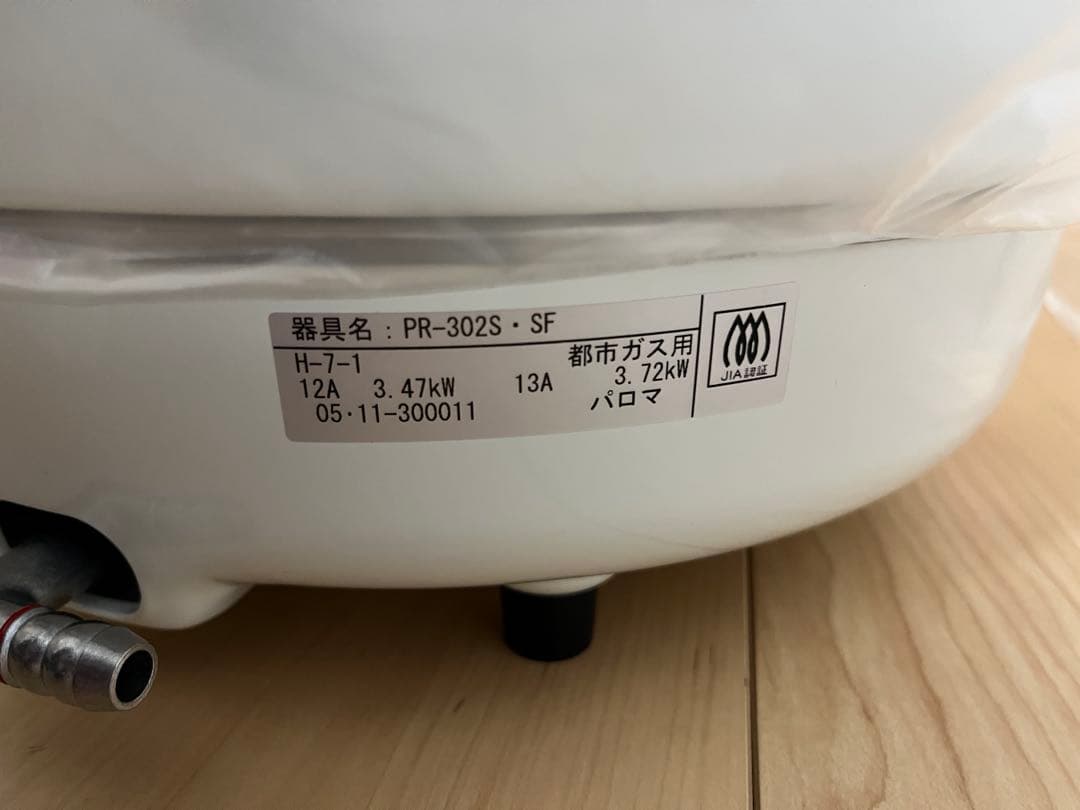 器具名：PR-302S・SF
H-7-1 都市ガス用
12A 3.47kW 13A 3.72kW
05・11-300011 パロマ
JIA認証